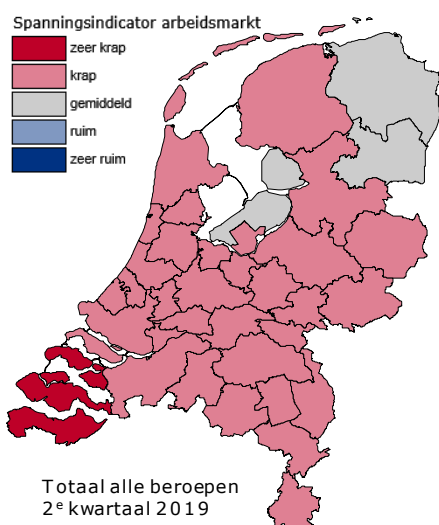 Spanningsindicator arbeidsmarkt
zeer krap
krap
gemiddeld
ruim
zeer ruim
Totaal alle beroepen
2e kwartaal 2019